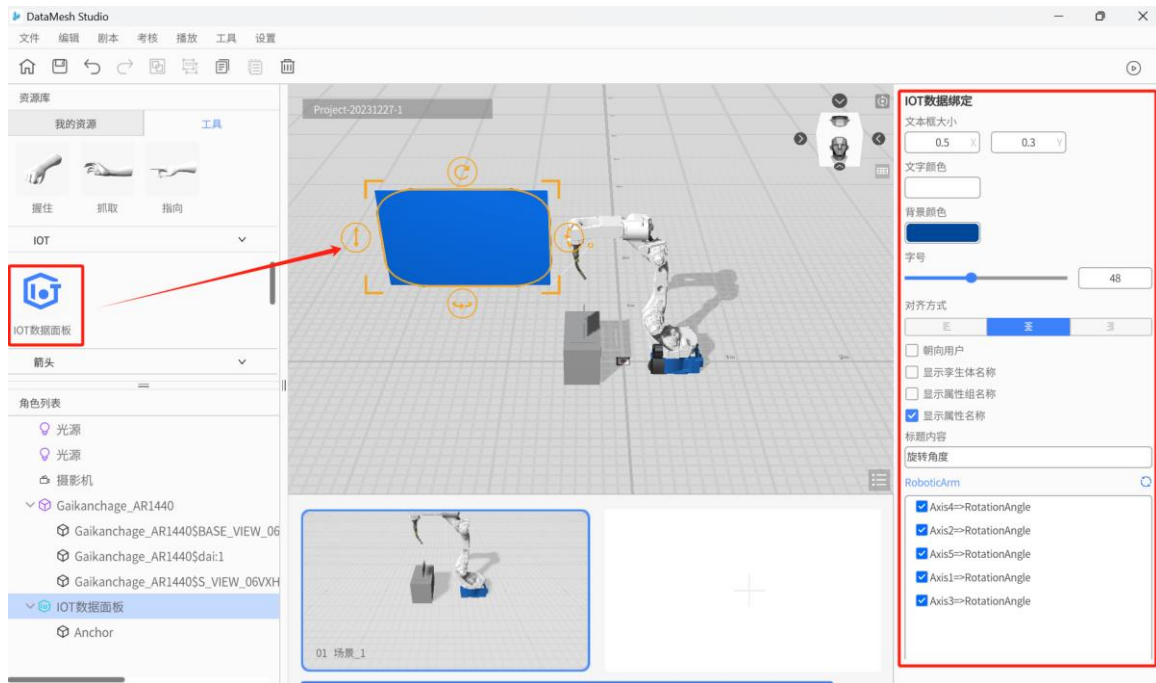 DataMesh Studio
文件 编辑 剧本 考核 播放 工具 设置
资源库
我的资源 工具
握住 抓取 指向
IOT
IOT数据面板
箭头
角色列表
光源
光源
摄影机
Gaikanchage_AR1440
Gaikanchage_AR1440$BASE_VIEW_06
Gaikanchage_AR1440$dai:1
Gaikanchage_AR1440$S_VIEW_06VXH
IOT数据面板
Anchor
Project-20231227-1
01 场景_1
IOT数据绑定
文本框大小
0.5 X 0.3 Y
文字颜色
背景颜色
字号
48
对齐方式
朝向用户
显示孪生体名称
显示属性组名称
显示属性名称
标题内容
旋转角度
RoboticArm
Axis4=>RotationAngle
Axis2=>RotationAngle
Axis5=>RotationAngle
Axis1=>RotationAngle
Axis3=>RotationAngle